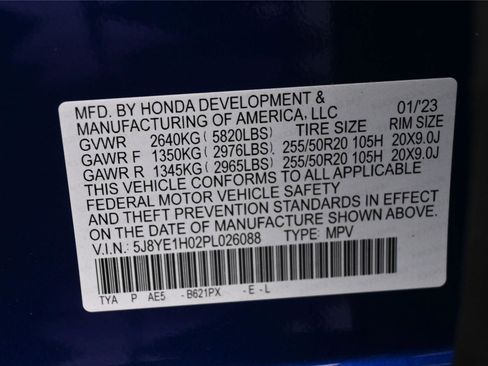 MFD. BY HONDA DEVELOPMENT &
MANUFACTURING OF AMERICA, LLC 01/'23
GVWR 2640KG ( 5820LBS) TIRE SIZE RIM SIZE
GAWR F 1350KG ( 2976LBS) 255/50R20 105H 20X9.0J
GAWR R 1345KG ( 2965LBS) 255/50R20 105H 20X9.0J
THIS VEHICLE CONFORMS TO ALL APPLICABLE
FEDERAL MOTOR VEHICLE SAFETY
AND THEFT PREVENTION STANDARDS IN EFFECT
ON THE DATE OF MANUFACTURE SHOWN ABOVE.
V.I.N.: 5J8YE1H02PL026088 TYPE: MPV
TYA P AE5 -B621PX -E -L